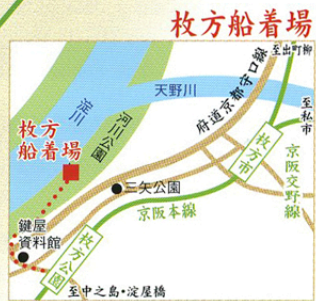 枚方船着場
至出町柳
天野川
府道京都守口線
至私市
淀川
河川公園
枚方
船着場
枚方市
京阪交野線
三矢公園
京阪本線
鍵屋
資料館
枚方公園
至中之島・淀屋橋